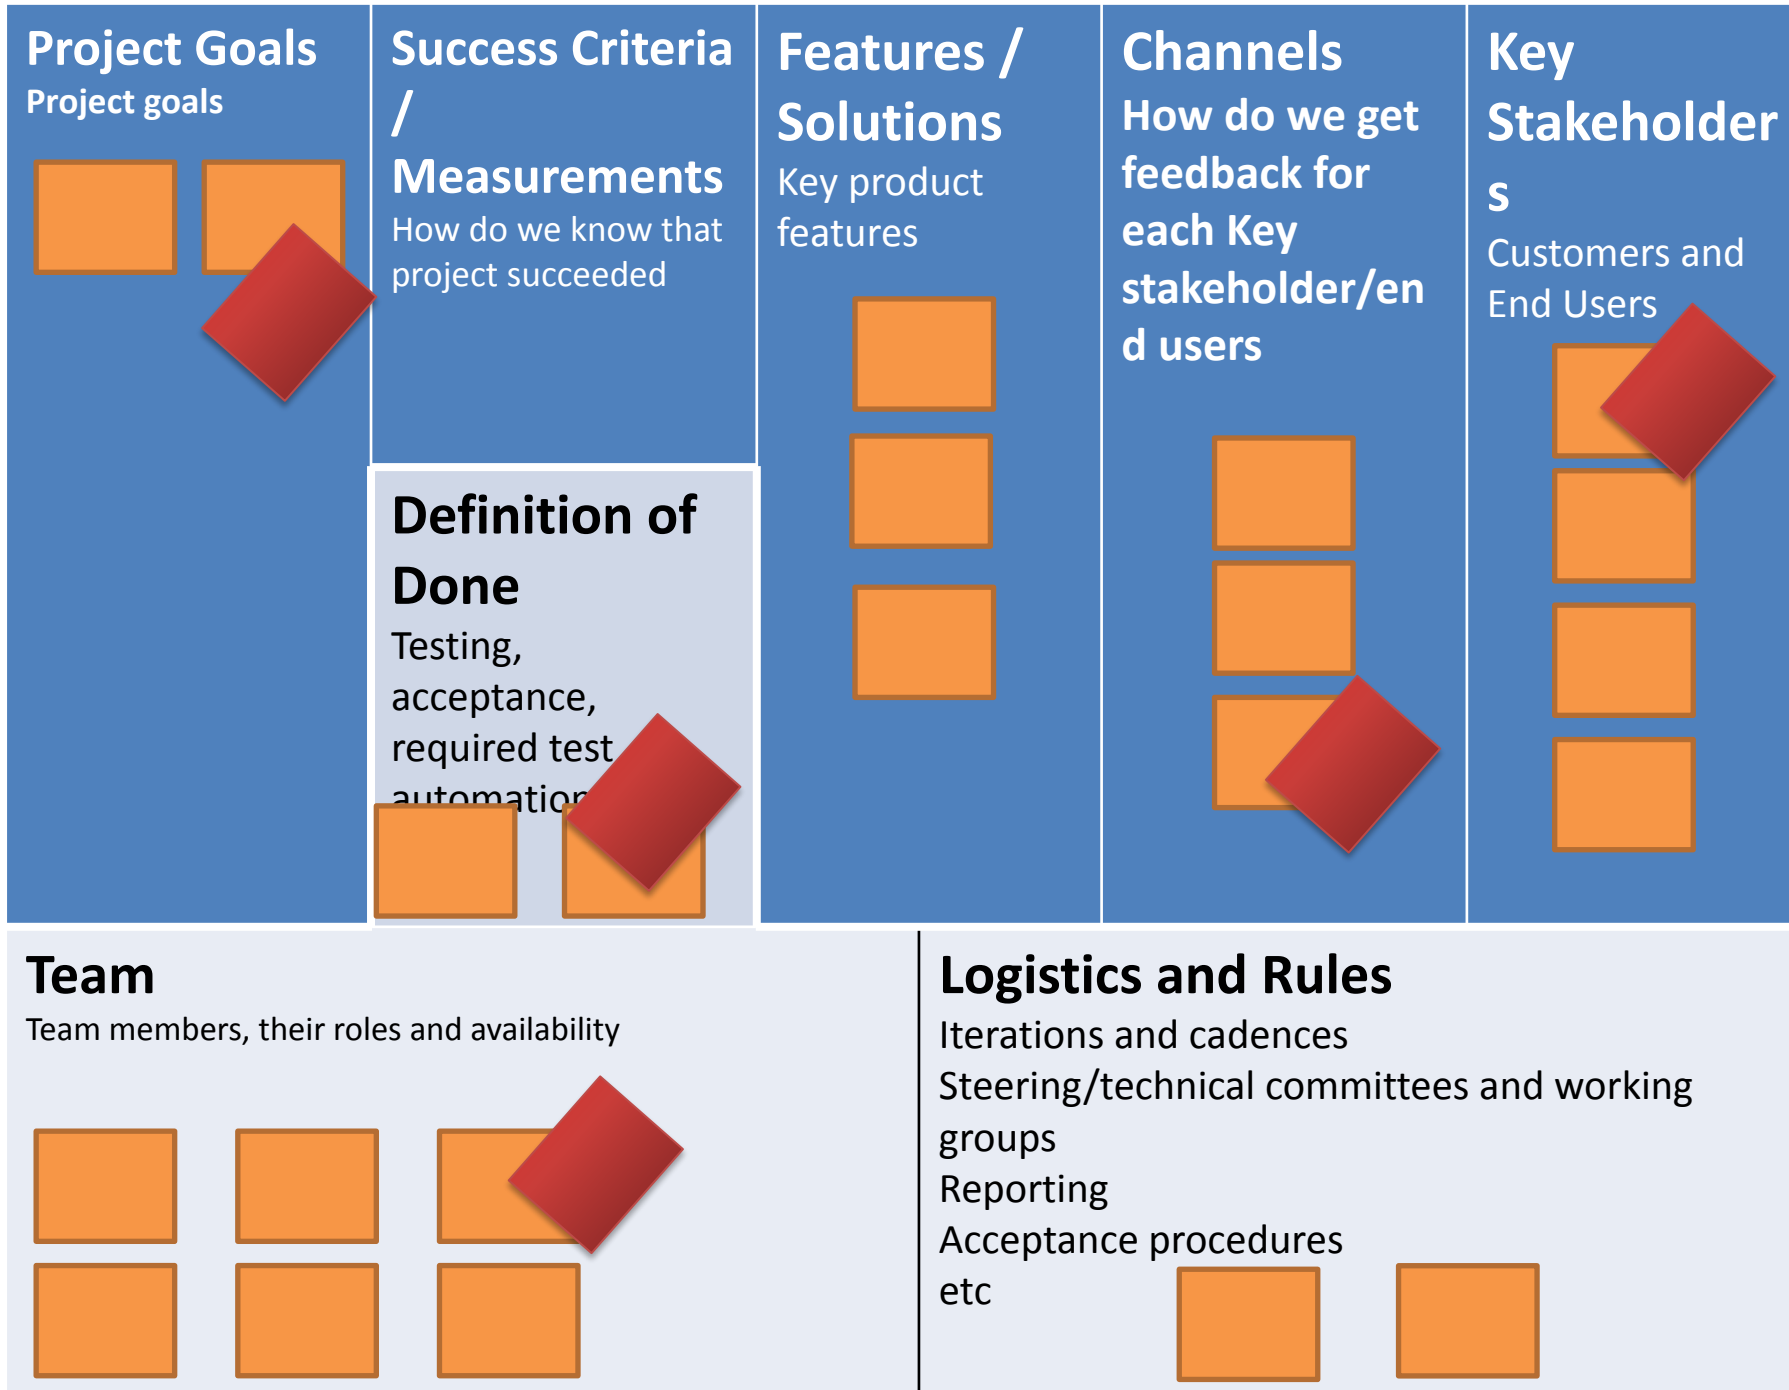 Project Goals
Project goals
Success Criteria
/
Measurements
How do we know that
project succeeded
Features /
Solutions
Key product
features
Channels
How do we get
feedback for
each Key
stakeholder/en
d users
Key
Stakeholder
s
Customers and
End Users
Definition of
Done
Testing,
acceptance,
required test
automation
Team
Team members, their roles and availability
Logistics and Rules
Iterations and cadences
Steering/technical committees and working
groups
Reporting
Acceptance procedures
etc